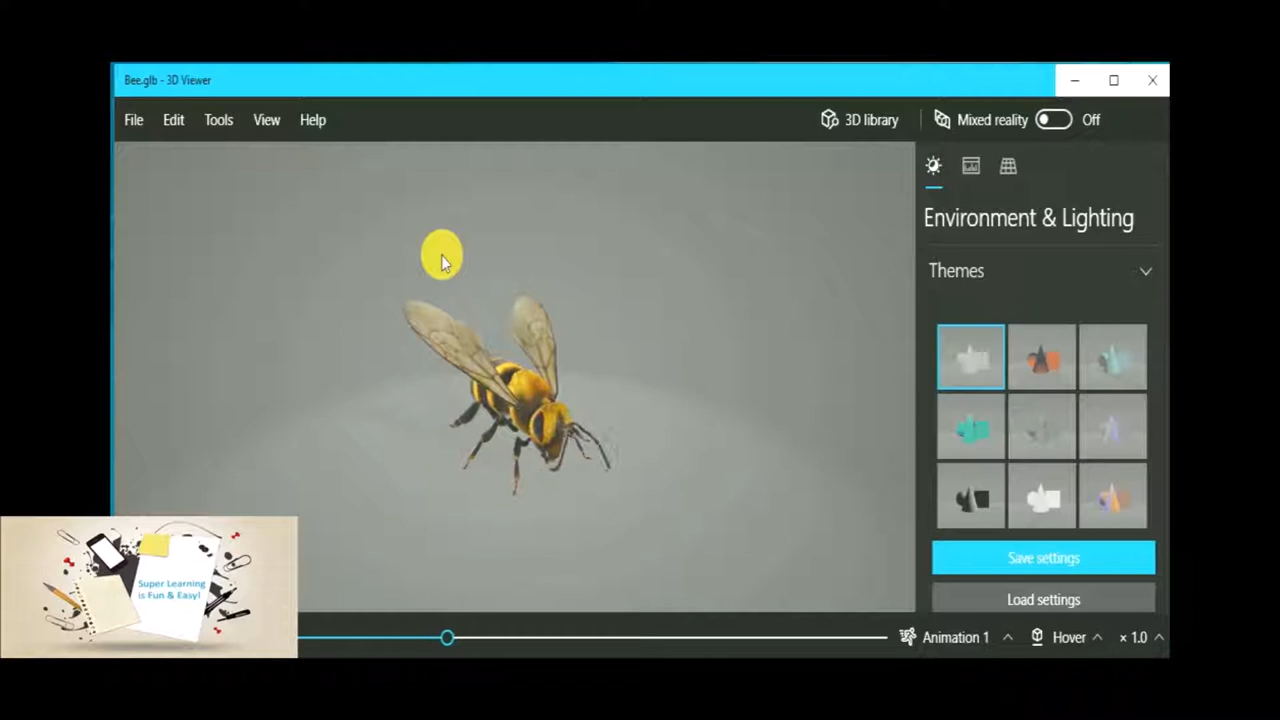 Bee.glb - 3D Viewer
File Edit Tools View Help 3D library Mixed reality Off
Environment & Lighting
Themes
Save settings
Load settings
Super Learning
is Fun & Easy!
Animation 1 Hover × 1.0